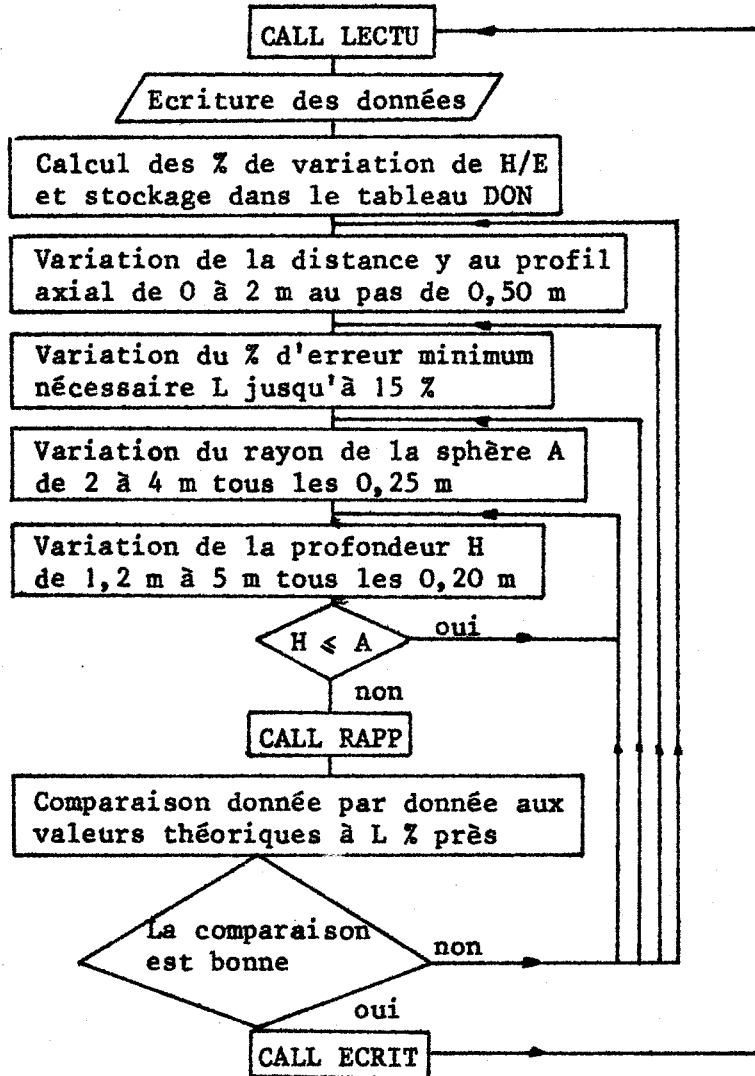 CALL LECTU
Ecriture des données
Calcul des % de variation de H/E
et stockage dans le tableau DON
Variation de la distance y au profil
axial de 0 à 2 m au pas de 0,50 m
Variation du % d'erreur minimum
nécessaire L jusqu'à 15 %
Variation du rayon de la sphère A
de 2 à 4 m tous les 0,25 m
Variation de la profondeur H
de 1,2 m à 5 m tous les 0,20 m
H ⩽ A
oui
non
CALL RAPP
Comparaison donnée par donnée aux
valeurs théoriques à L % près
La comparaison
est bonne
non
oui
CALL ECRIT